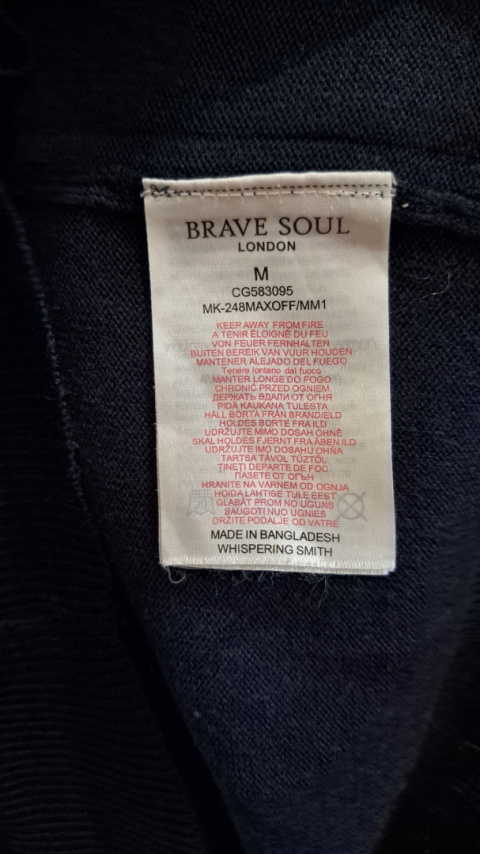 BRAVE SOUL
LONDON
M
CG583095
MK-248MAXOFF/MM1
KEEP AWAY FROM FIRE
A TENIR ÉLOIGNÉ DU FEU
VON FEUER FERNHALTEN
BUITEN BEREIK VAN VUUR HOUDEN
MANTENER ALEJADO DEL FUEGO
Tenere lontano dal fuoco
MANTER LONGE DO FOGO
CHRONIĆ PRZED OGNIEM
ДЕРЖАТЬ ВДАЛИ ОТ ОГНЯ
PIDÄ KAUKANA TULESTA
HÅLL BORTA FRÅN BRAND/ELD
HOLDES BORTE FRA ILD
UDRŽUJTE MIMO DOSAH OHNĚ
SKAL HOLDES FJERNT FRA ÅBEN ILD
UDRŽUJTE IMO DOSAHU OHŇA
TARTSA TÁVOL TŰZTŐL
ŢINEŢI DEPARTE DE FOC
ПАЗЕТЕ ОТ ОГЪН
HRANITE NA VARNEM OD OGNJA
HOIDA LAHTISE TULE EEST
GLABĀT PROM NO UGUNS
SAUGOTI NUO UGNIES
DRŽITE PODALJE OD VATRE
MADE IN BANGLADESH
WHISPERING SMITH